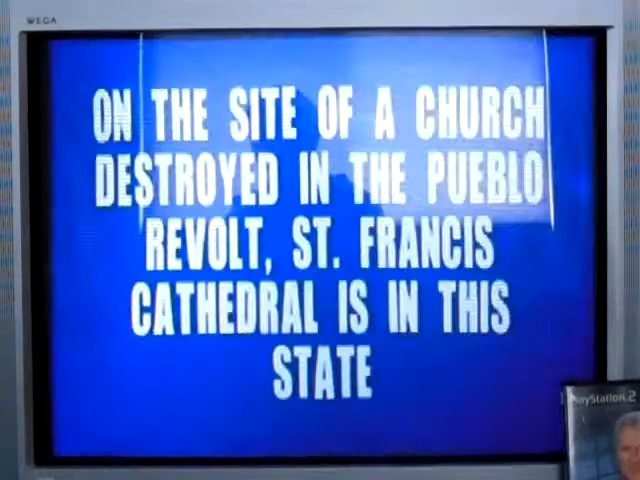 WEGA
ON THE SITE OF A CHURCH
DESTROYED IN THE PUEBLO
REVOLT, ST. FRANCIS
CATHEDRAL IS IN THIS
STATE
PlayStation.2